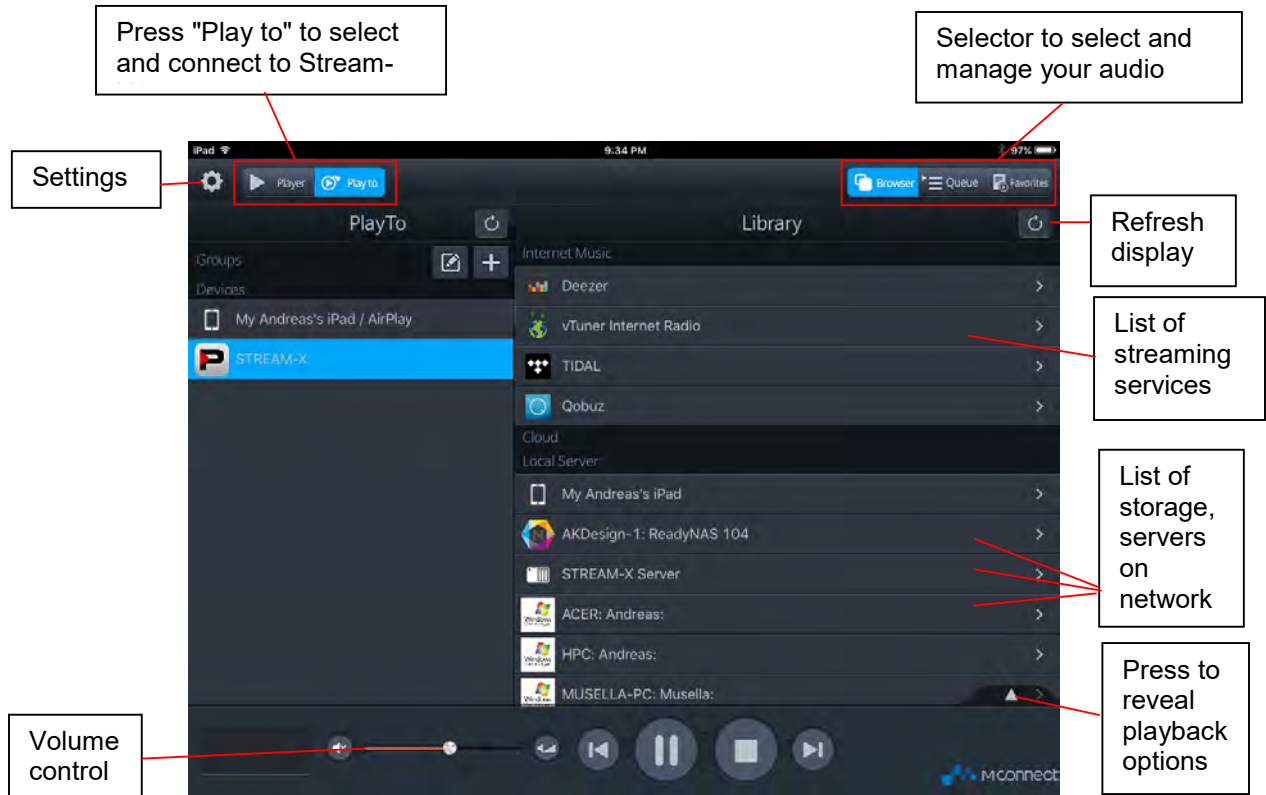 Press "Play to" to select
and connect to Stream-
Selector to select and
manage your audio
Settings
iPad
9:34 PM
97%
Player
Play to
Browser
Queue
Favorites
PlayTo
Library
Refresh
display
Groups
Devices
My Andreas's iPad / AirPlay
STREAM-X
Internet Music
Deezer
vTuner Internet Radio
TIDAL
Qobuz
List of
streaming
services
Cloud
Local Server
My Andreas's iPad
AKDesign-1: ReadyNAS 104
STREAM-X Server
ACER: Andreas:
HPC: Andreas:
MUSELLA-PC: Musella:
List of
storage,
servers
on
network
Press to
reveal
playback
options
Volume
control
mconnect